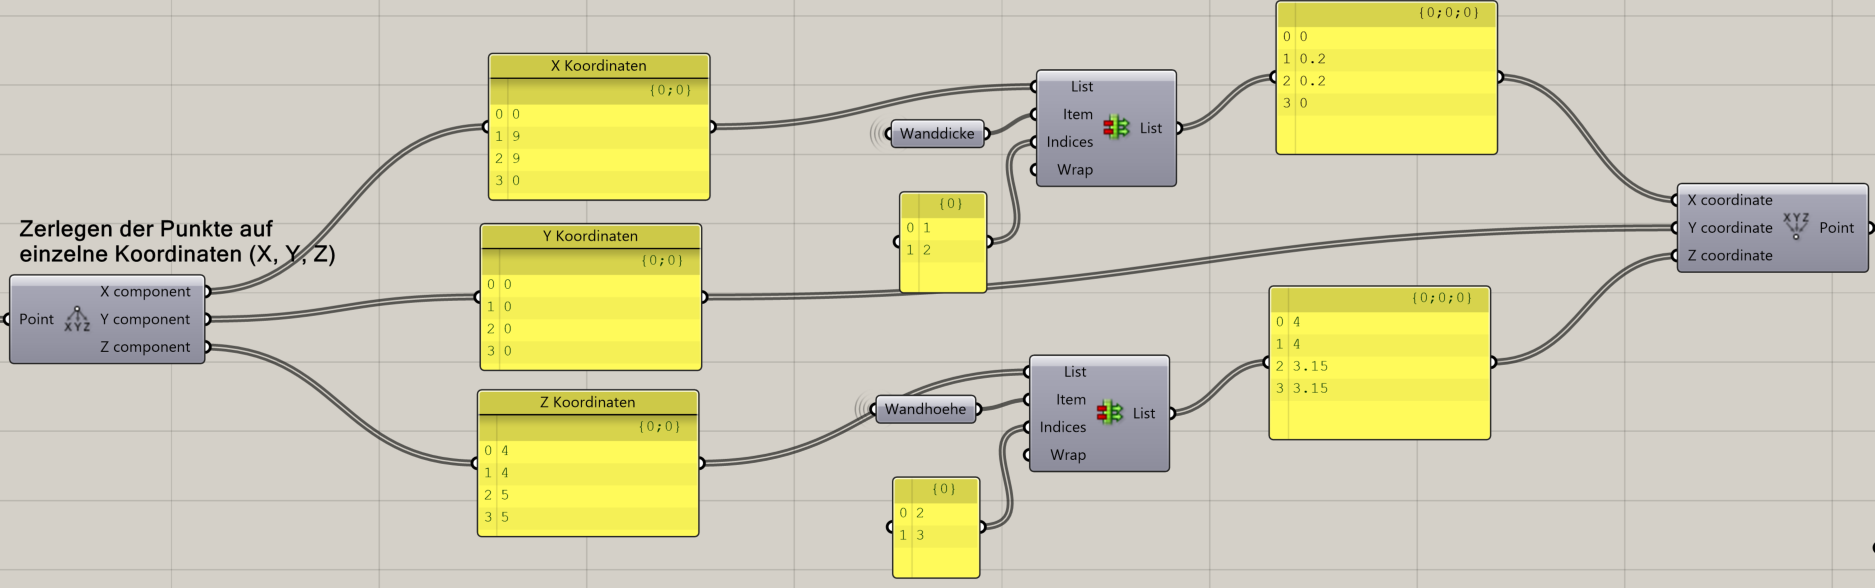 Zerlegen der Punkte auf
einzelne Koordinaten (X, Y, Z)
Point
XYZ
X component
Y component
Z component
X Koordinaten
{0;0}
0 0
1 9
2 9
3 0
Y Koordinaten
{0;0}
0 0
1 0
2 0
3 0
Z Koordinaten
{0;0}
0 4
1 4
2 5
3 5
Wanddicke
{0}
0 1
1 2
List
Item
Indices
Wrap
List
Wandhoehe
{0}
0 2
1 3
List
Item
Indices
Wrap
List
{0;0;0}
0 0
1 0.2
2 0.2
3 0
{0;0;0}
0 4
1 4
2 3.15
3 3.15
X coordinate
Y coordinate
Z coordinate
XYZ
Point